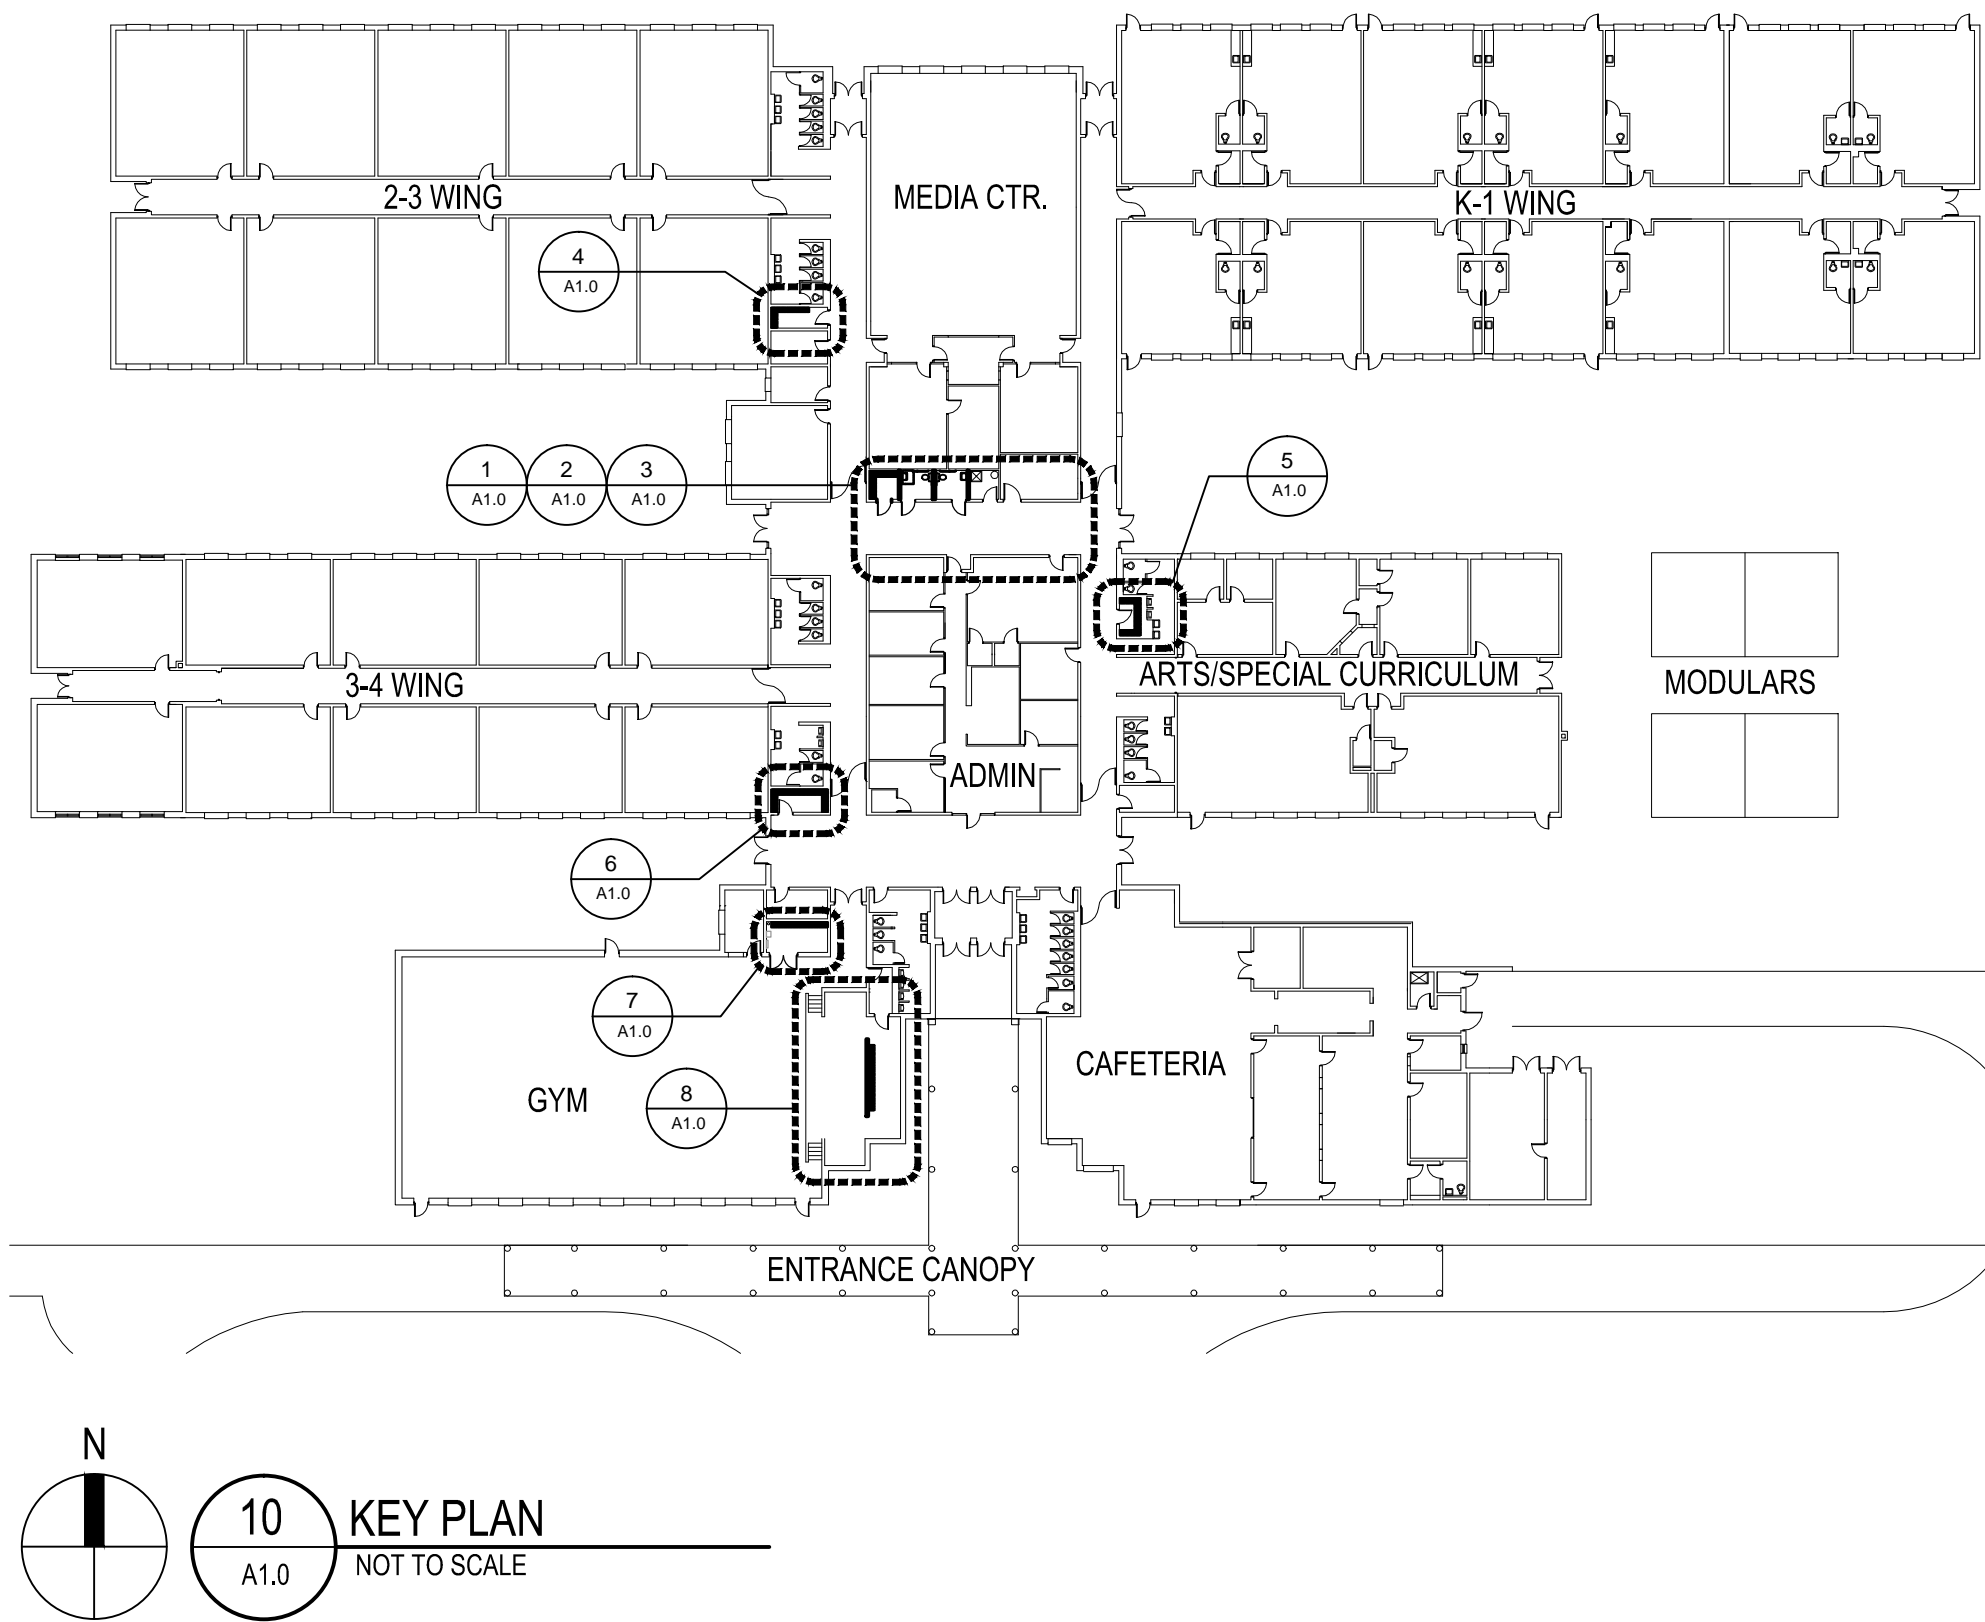 2-3 WING
MEDIA CTR.
K-1 WING
4
A1.0
1
A1.0
2
A1.0
3
A1.0
5
A1.0
3-4 WING
ARTS/SPECIAL CURRICULUM
MODULARS
ADMIN
6
A1.0
7
A1.0
CAFETERIA
GYM
8
A1.0
ENTRANCE CANOPY
N
10
A1.0
KEY PLAN
NOT TO SCALE